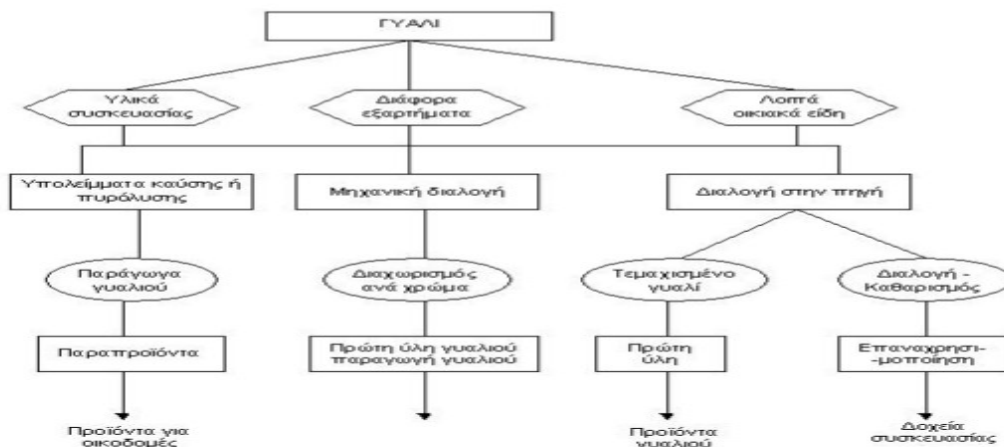 ΓΥΑΛΙ
Υλικά
συσκευασίας
Διάφορα
εξαρτήματα
Λοπτά
οικιακά είδη
Υπολείμματα καύσης ή
πυρόλυσης
Μηχανική διαλογή
Διαλογή στην πηγή
Παράγωγα
γυαλιού
Διαχωρισμός
ανά χρώμα
Τεμαχισμένο
γυαλί
Διαλογή -
Καθαρισμός
Παραπροϊόντα
Πρώτη ύλη γυαλιού
παραγωγή γυαλιού
Πρώτη
ύλη
Επαναχρησι-
-μοποίηση
Προϊόντα για
οικοδομές
Προϊόντα
γυαλιού
Δοχεία
συσκευασίας